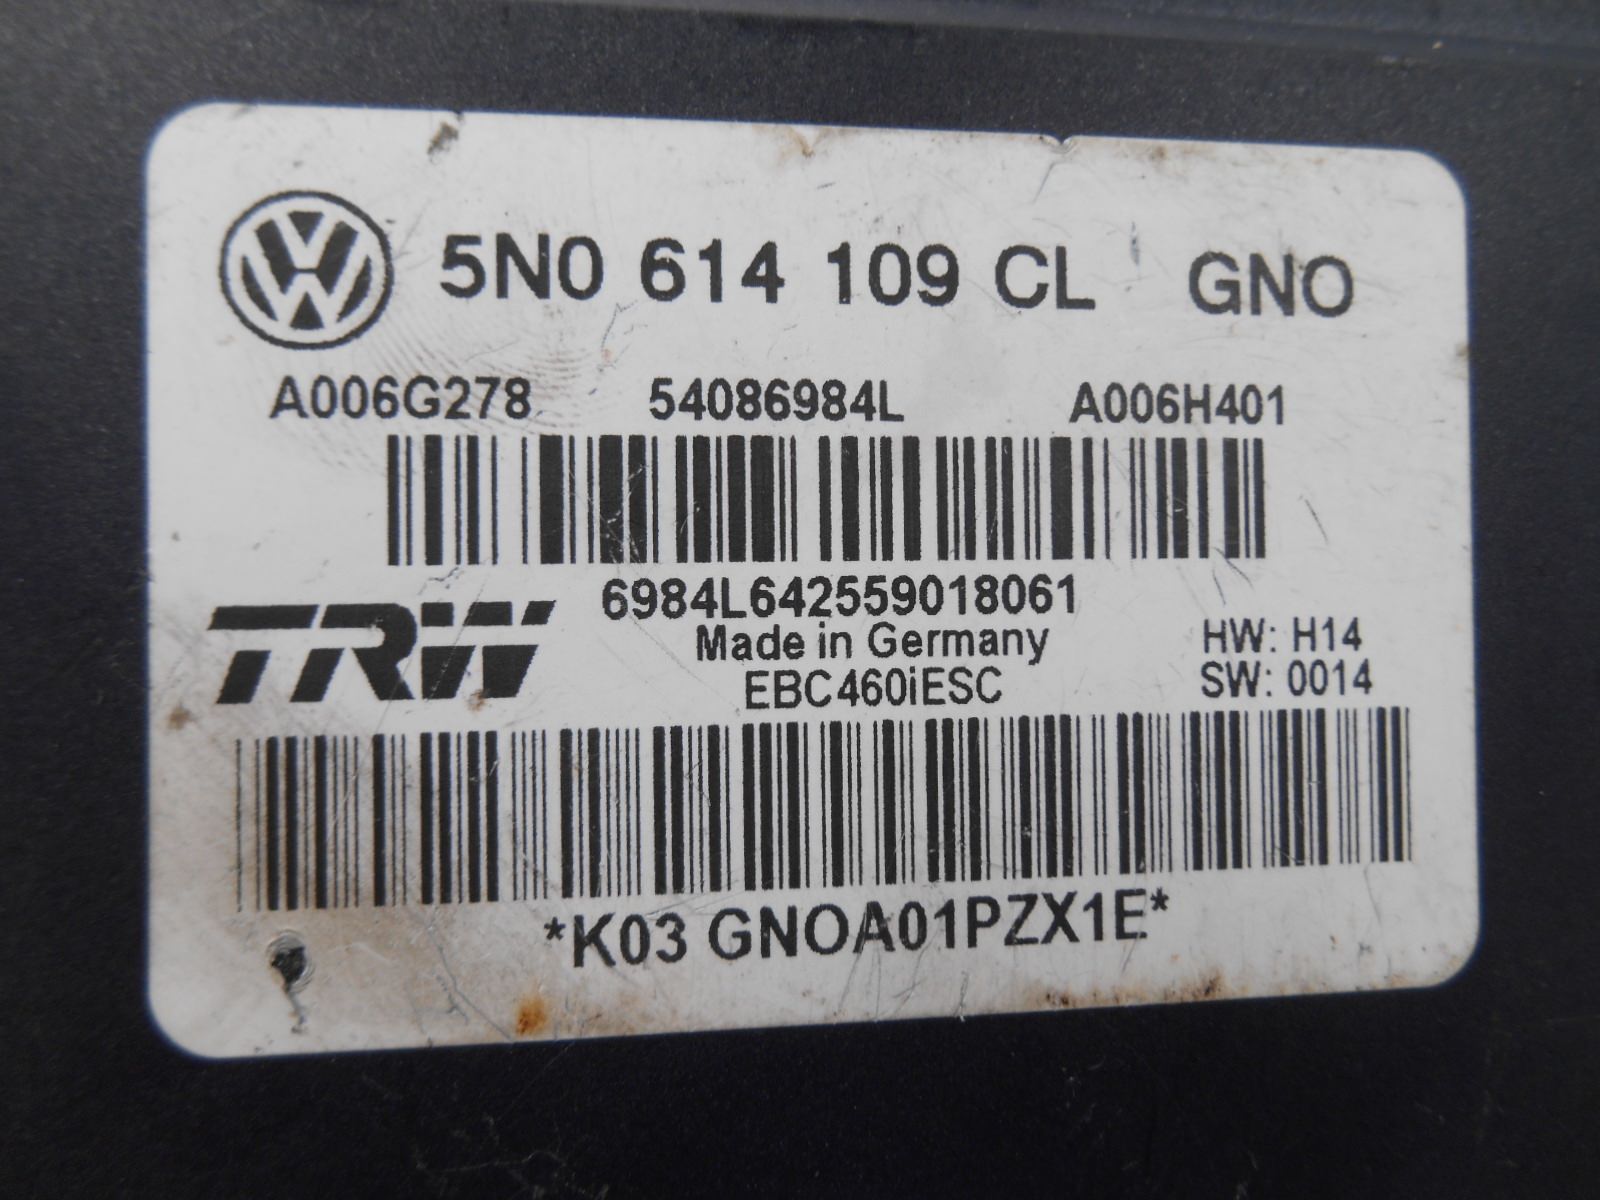 5N0 614 109 CL GNO
A006G278 54086984L A006H401
6984L642559018061
TRW
Made in Germany
EBC460iESC
HW: H14
SW: 0014
*K03 GNOA01PZX1E*